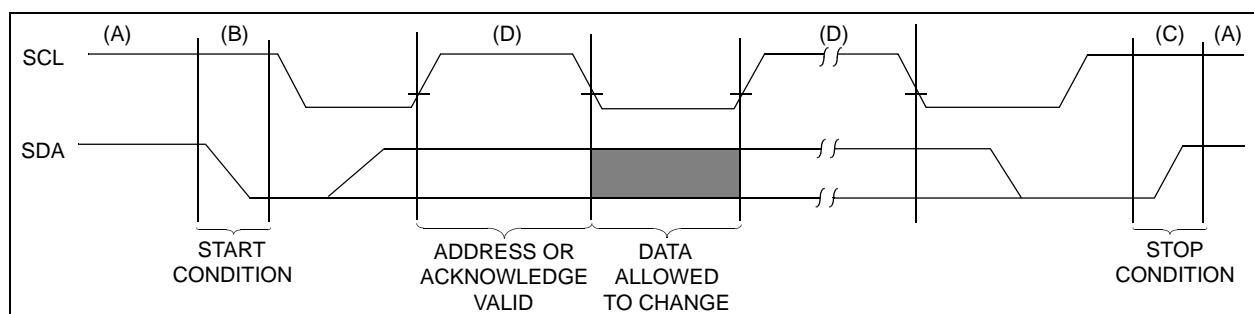 (A) (B) (D) (D) (C) (A)
SCL
SDA
START
CONDITION
ADDRESS OR
ACKNOWLEDGE
VALID
DATA
ALLOWED
TO CHANGE
STOP
CONDITION